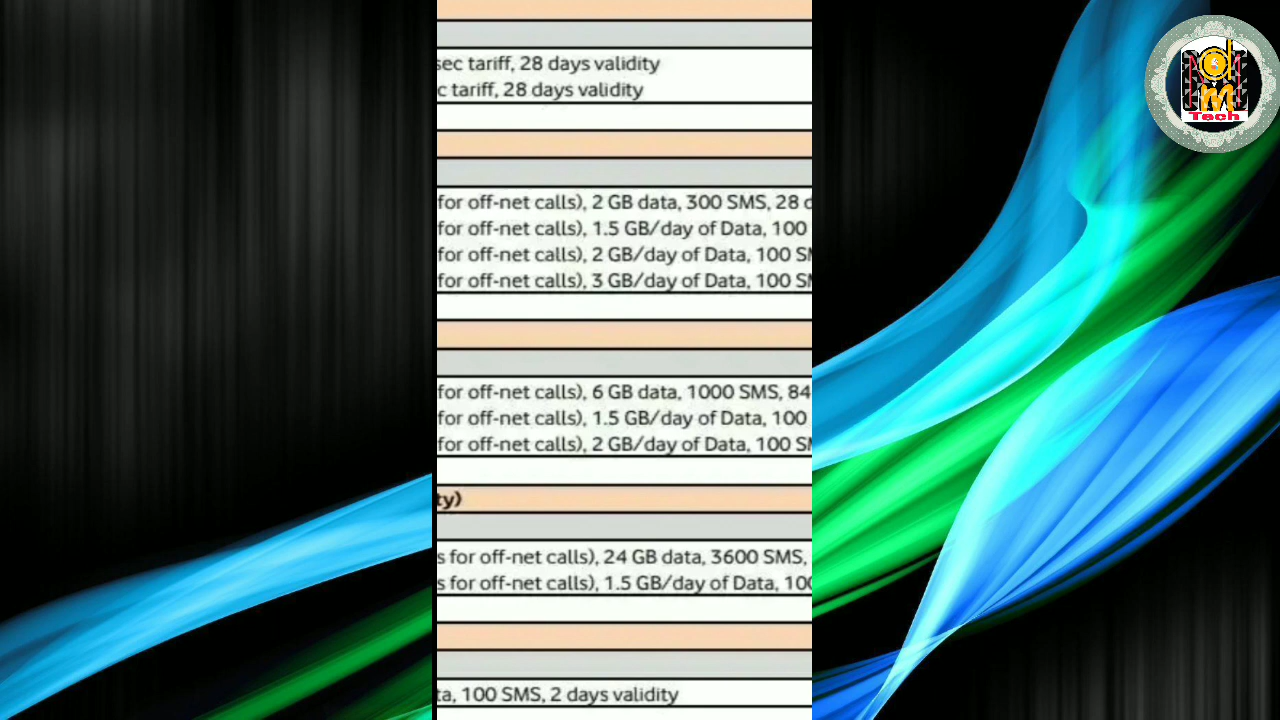 sec tariff, 28 days validity
c tariff, 28 days validity
for off-net calls), 2 GB data, 300 SMS, 28 d
for off-net calls), 1.5 GB/day of Data, 100
for off-net calls), 2 GB/day of Data, 100 SM
for off-net calls), 3 GB/day of Data, 100 SM
for off-net calls), 6 GB data, 1000 SMS, 84
for off-net calls), 1.5 GB/day of Data, 100
for off-net calls), 2 GB/day of Data, 100 SM
ty)
s for off-net calls), 24 GB data, 3600 SMS,
s for off-net calls), 1.5 GB/day of Data, 100
ta, 100 SMS, 2 days validity
Tech